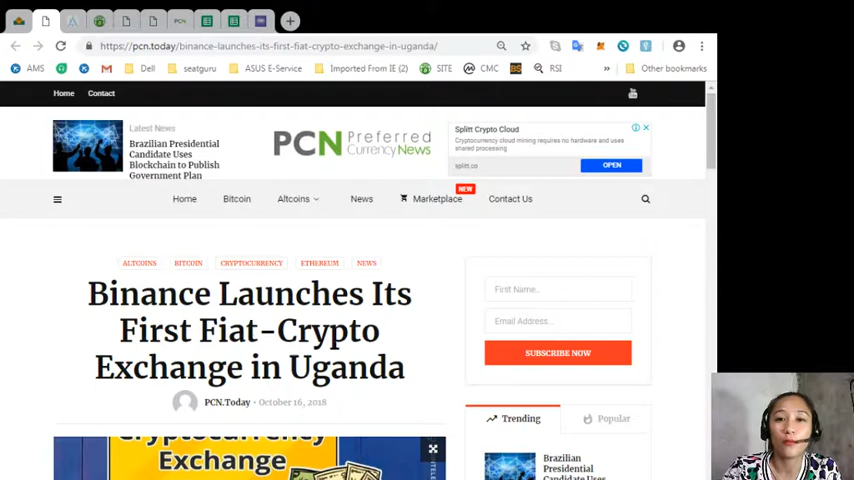 PCN
https://pcn.today/binance-launches-its-first-fiat-crypto-exchange-in-uganda/
AMS Dell seatguru ASUS E-Service Imported From IE (2) SITE CMC BS RSI » Other bookmarks
Home Contact
Latest News
Brazilian Presidential
Candidate Uses
Blockchain to Publish
Government Plan
PCN Preferred
Currency News
Splitt Crypto Cloud
Cryptocurrency cloud mining requires no hardware and uses
shared processing
splitt.co OPEN
NEW
Home Bitcoin Altcoins News Marketplace Contact Us
ALTCOINS BITCOIN CRYPTOCURRENCY ETHEREUM NEWS
Binance Launches Its
First Fiat-Crypto
Exchange in Uganda
PCN.Today • October 16, 2018
First Name..
Email Address...
SUBSCRIBE NOW
Trending Popular
Brazilian
Presidential
Candidate Uses
Cryptocurrency
Exchange